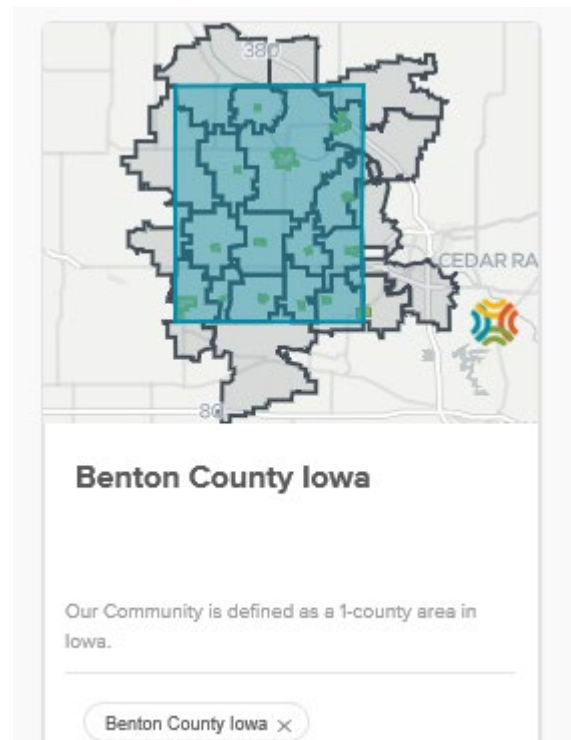 380
CEDAR RA
80
Benton County Iowa
Our Community is defined as a 1-county area in
Iowa.
Benton County Iowa ×